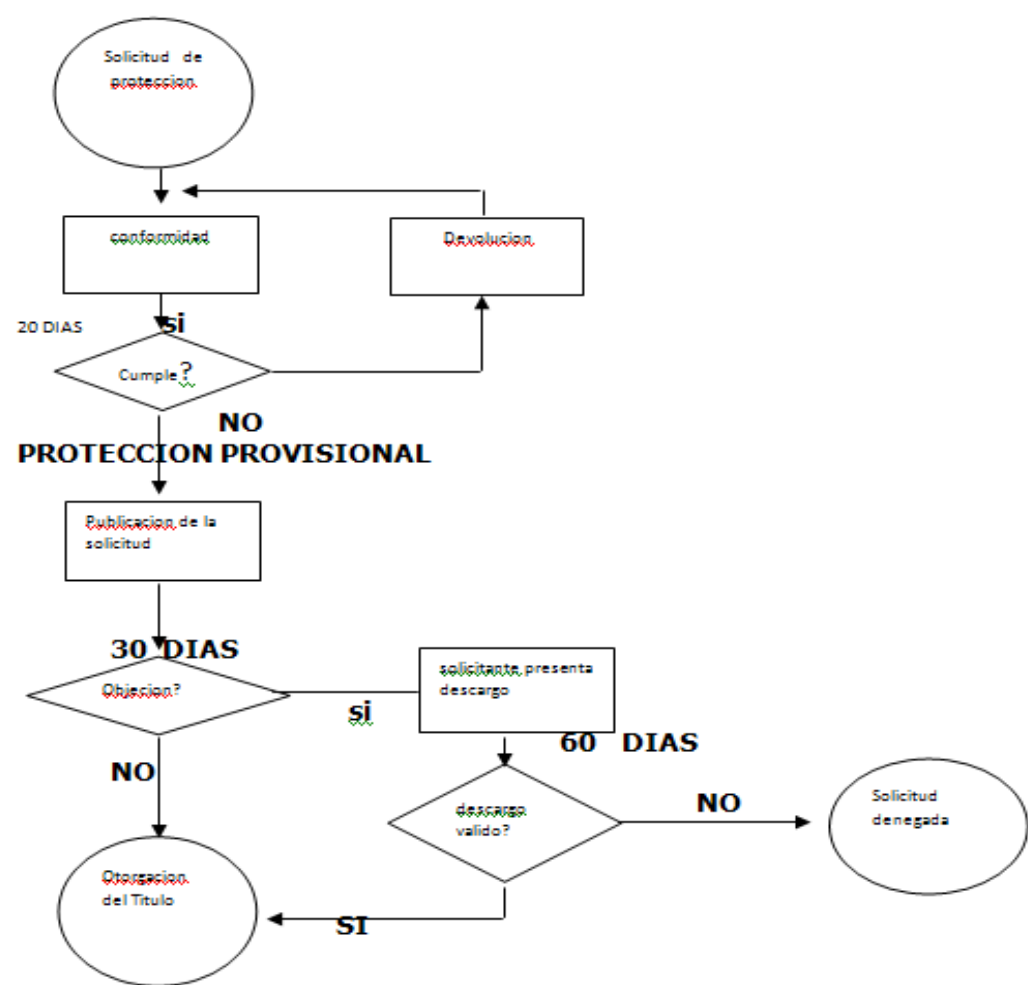 Solicitud de
proteccion
conformidad
Devolucion
20 DIAS
si
Cumple?
NO
PROTECCION PROVISIONAL
Publicacion de la
solicitud
30 DIAS
Objecion?
si
solicitante presenta
descargo
60 DIAS
NO
descargo
valido?
NO
Solicitud
denegada
Otorgacion
del Titulo
SI